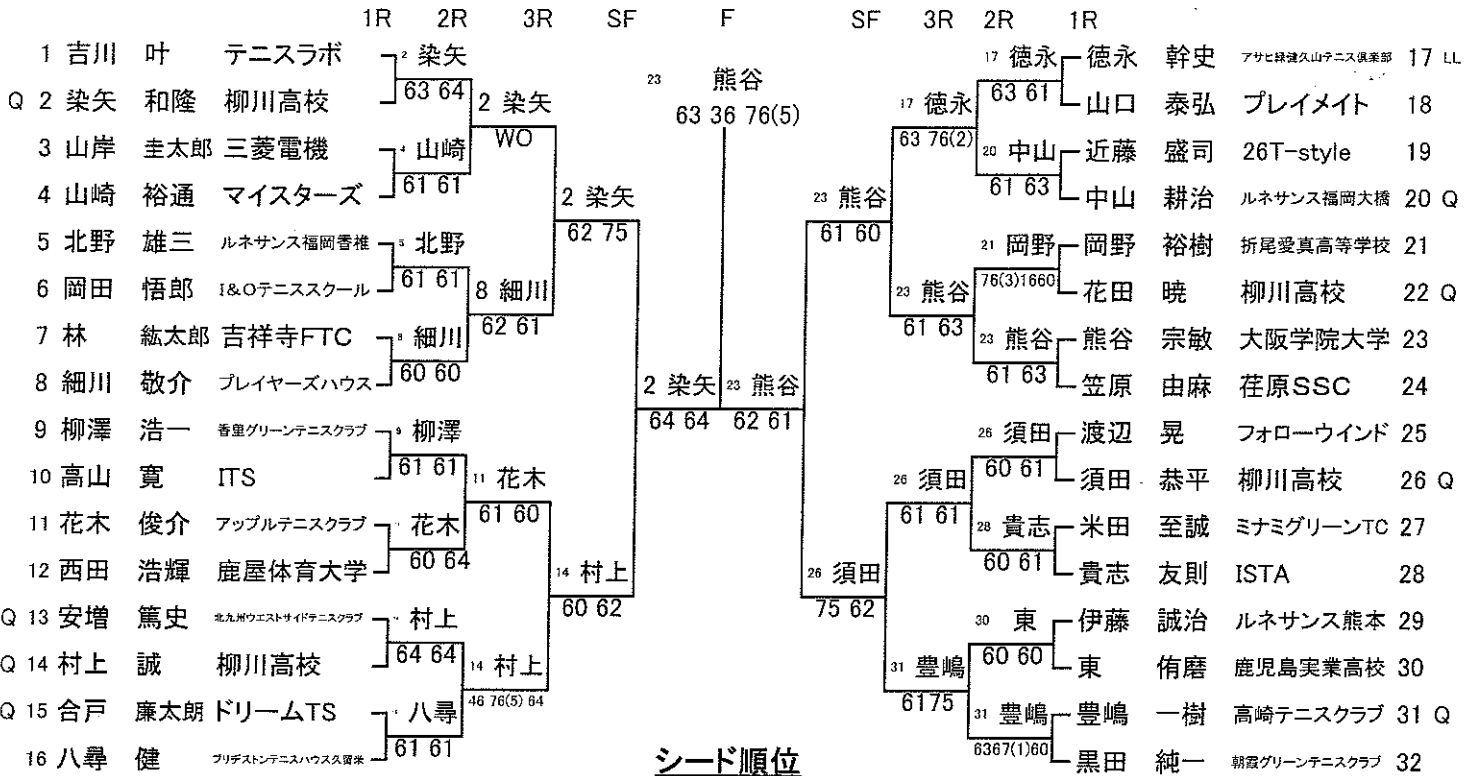 1R 2R 3R SF F SF 3R 2R 1R
1 吉川 叶 テニスラボ
2 染矢
63 64
Q 2 染矢 和隆 柳川高校
2 染矢
WO
3 山岸 圭太郎 三菱電機
4 山崎
61 61
4 山崎 裕通 マイスターズ
2 染矢
62 75
5 北野 雄三 ルネサンス福岡香椎
5 北野
61 61
6 岡田 悟郎 I&Oテニススクール
8 細川
62 61
7 林 紘太郎 吉祥寺FTC
8 細川
60 60
8 細川 敬介 プレイヤーズハウス
2 染矢
64 64
9 柳澤 浩一 香里グリーンテニスクラブ
9 柳澤
61 61
10 高山 寛 ITS
11 花木
61 60
11 花木 俊介 アップルテニスクラブ
花木
60 64
12 西田 浩輝 鹿屋体育大学
14 村上
60 62
Q 13 安増 篤史 北九州ウエストサイドテニスクラブ
村上
64 64
Q 14 村上 誠 柳川高校
14 村上
46 76(5) 64
Q 15 合戸 廉太朗 ドリームTS
八尋
61 61
16 八尋 健 ブリヂストンテニスハウス久留米
23 熊谷
63 36 76(5)
17 徳永 徳永 幹史 アサヒ緑健久山テニス倶楽部 17 LL
63 61
山口 泰弘 プレイメイト 18
17 徳永
63 76(2)
20 中山 近藤 盛司 26T-style 19
61 63
中山 耕治 ルネサンス福岡大橋 20 Q
23 熊谷
61 60
21 岡野 岡野 裕樹 折尾愛真高等学校 21
76(3)1660
花田 暁 柳川高校 22 Q
23 熊谷
61 63
23 熊谷 熊谷 宗敏 大阪学院大学 23
61 63
笠原 由麻 荏原SSC 24
23 熊谷
62 61
26 須田 渡辺 晃 フォローウインド 25
60 61
須田 恭平 柳川高校 26 Q
26 須田
61 61
28 貴志 米田 至誠 ミナミグリーンTC 27
60 61
貴志 友則 ISTA 28
26 須田
75 62
30 東 伊藤 誠治 ルネサンス熊本 29
60 60
東 侑磨 鹿児島実業高校 30
31 豊嶋
6175
31 豊嶋 豊嶋 一樹 高崎テニスクラブ 31 Q
6367(1)60
黒田 純一 朝霞グリーンテニスクラブ 32
シード順位